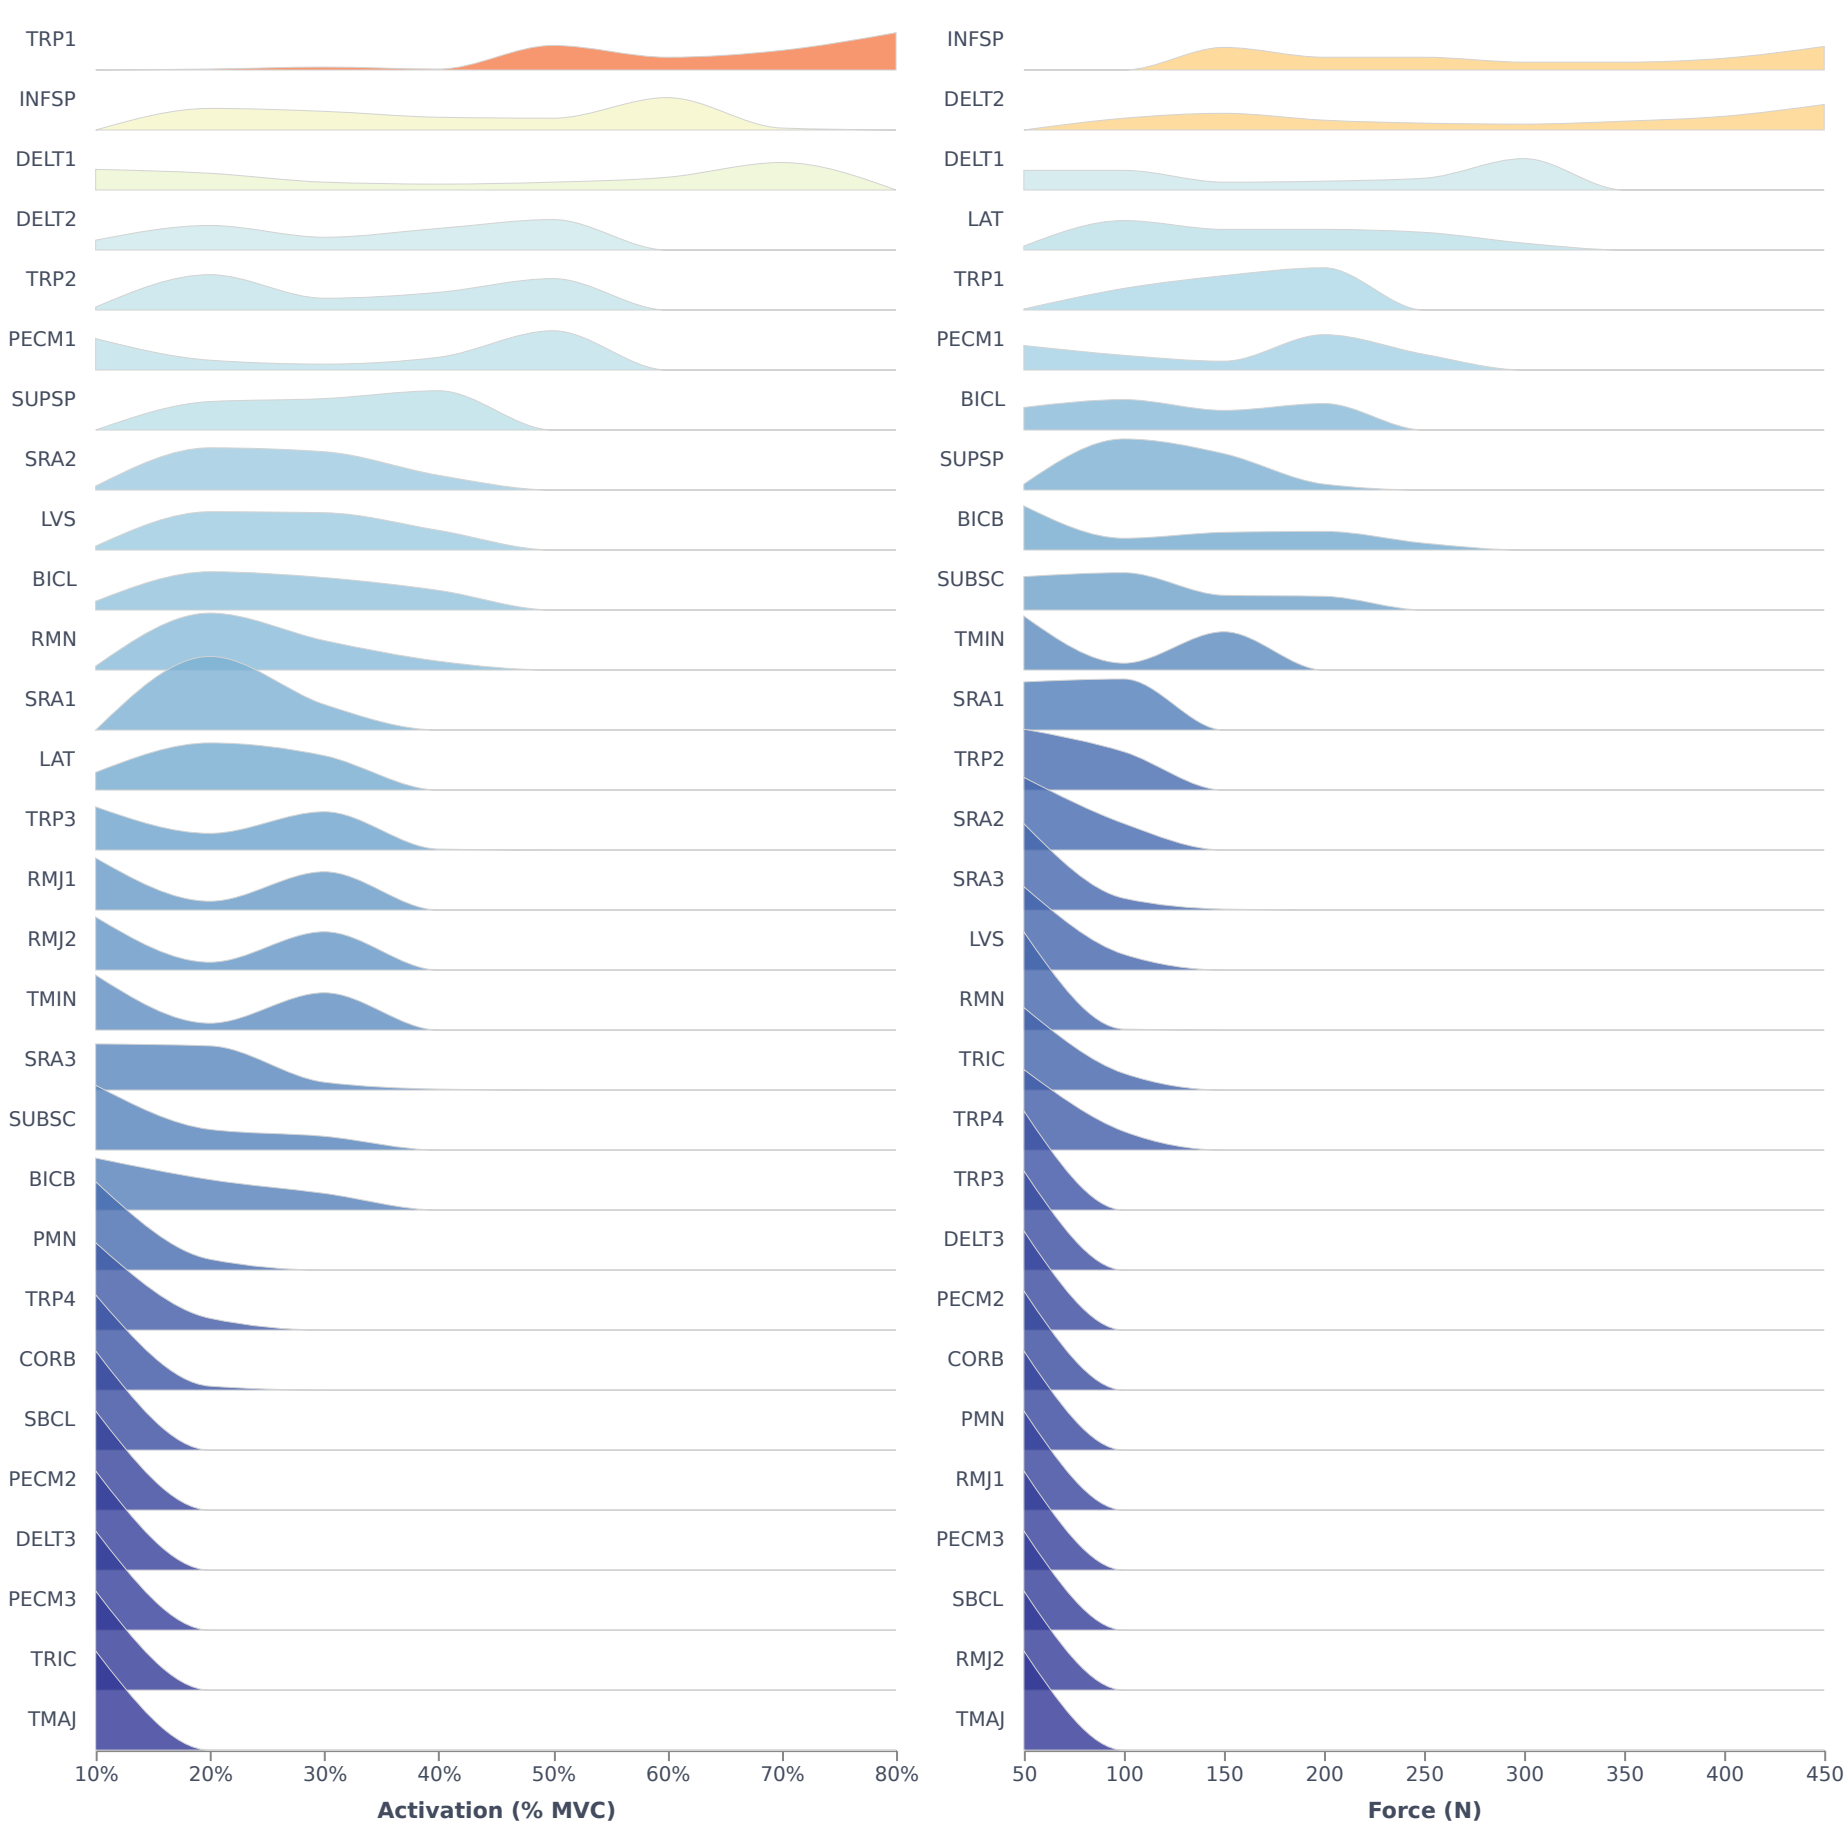 TRP1
INFSP
DELT1
DELT2
TRP2
PECM1
SUPSP
SRA2
LVS
BICL
RMN
SRA1
LAT
TRP3
RMJ1
RMJ2
TMIN
SRA3
SUBSC
BICB
PMN
TRP4
CORB
SBCL
PECM2
DELT3
PECM3
TRIC
TMAJ
10% 20% 30% 40% 50% 60% 70% 80%
Activation (% MVC)
INFSP
DELT2
DELT1
LAT
TRP1
PECM1
BICL
SUPSP
BICB
SUBSC
TMIN
SRA1
TRP2
SRA2
SRA3
LVS
RMN
TRIC
TRP4
TRP3
DELT3
PECM2
CORB
PMN
RMJ1
PECM3
SBCL
RMJ2
TMAJ
50 100 150 200 250 300 350 400 450
Force (N)